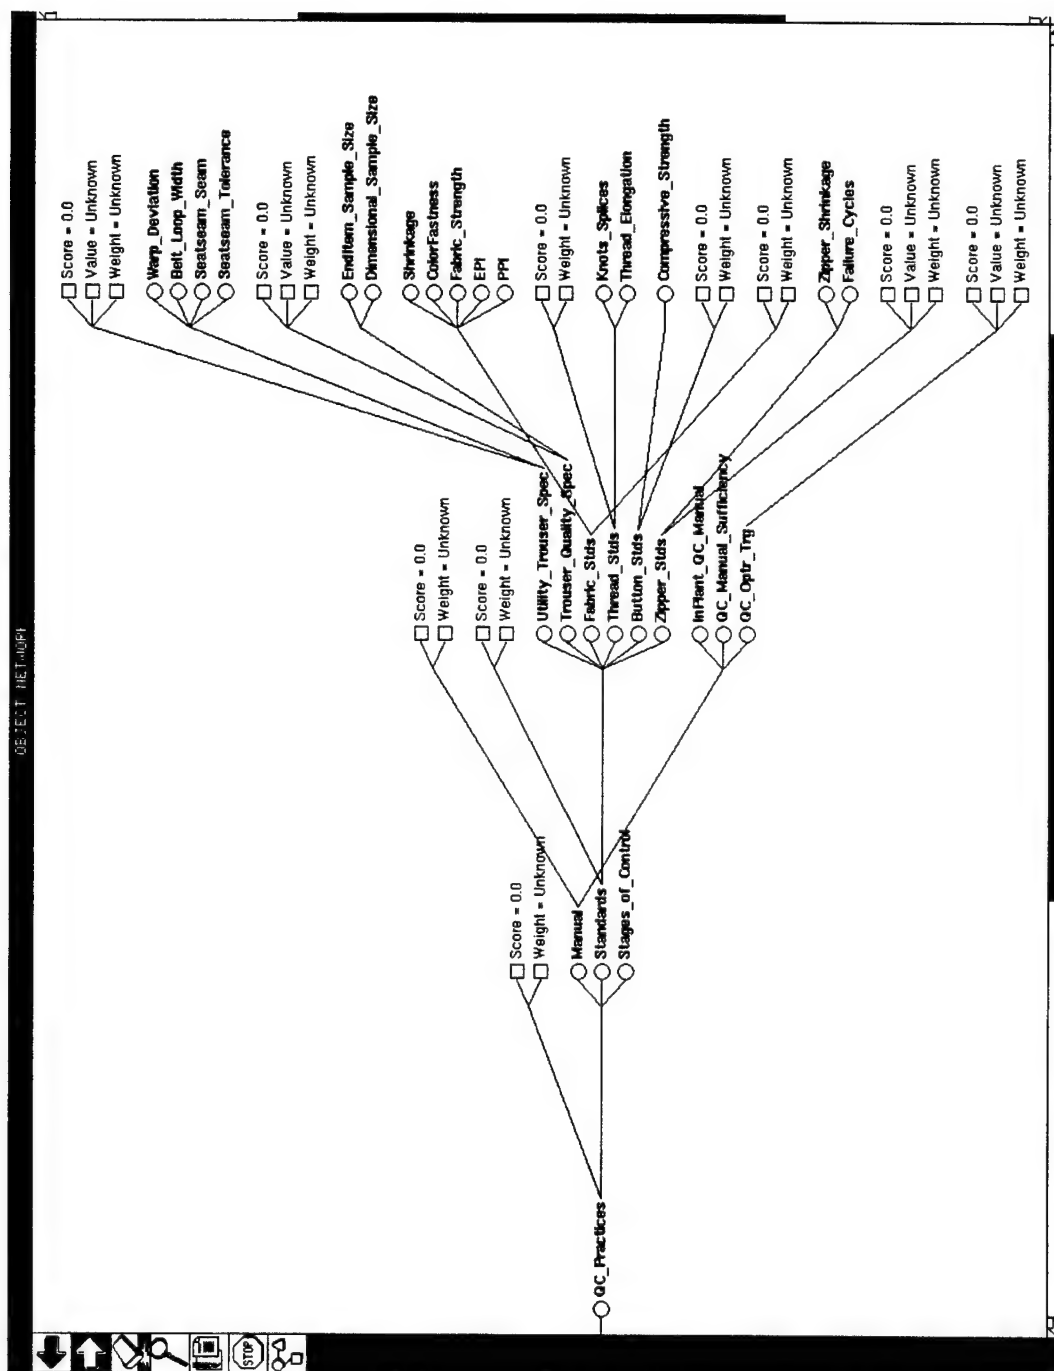 OBJECT NETWORK
STOP
QC_Practices
Score = 0.0
Weight = Unknown
Manual
Standards
Stages_of_Control
Score = 0.0
Weight = Unknown
Score = 0.0
Weight = Unknown
Utility_Trouser_Spec
Trouser_Quality_Spec
Fabric_Stds
Thread_Stds
Button_Stds
Zipper_Stds
InPlant_QC_Manual
QC_Manual_Sufficiency
QC_Optr_Trg
Score = 0.0
Value = Unknown
Weight = Unknown
Warp_Deviation
Belt_Loop_Width
Seatseam_Seam
Seatseam_Tolerance
Score = 0.0
Value = Unknown
Weight = Unknown
EndItem_Sample_Size
Dimensional_Sample_Size
Shrinkage
ColorFastness
Fabric_Strength
EPI
PPI
Score = 0.0
Weight = Unknown
Knots_Splices
Thread_Elongation
Compressive_Strength
Score = 0.0
Weight = Unknown
Score = 0.0
Weight = Unknown
Zipper_Shrinkage
Failure_Cycles
Score = 0.0
Value = Unknown
Weight = Unknown
Score = 0.0
Value = Unknown
Weight = Unknown